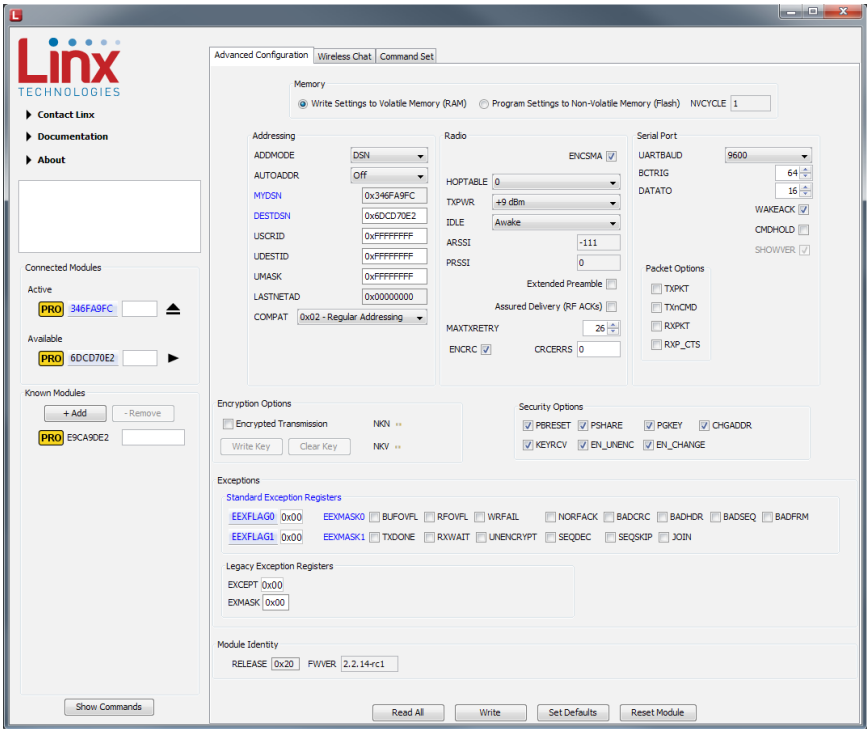 L
Linx
TECHNOLOGIES
Contact Linx
Documentation
About
Connected Modules
Active
PRO 346FA9FC
Available
PRO 6DCD70E2
Known Modules
+ Add - Remove
PRO E9CA9DE2
Show Commands
Advanced Configuration Wireless Chat Command Set
Memory
Write Settings to Volatile Memory (RAM) Program Settings to Non-Volatile Memory (Flash) NVCYCLE 1
Addressing
ADDMODE DSN
AUTOADDR Off
MYDSN 0x346FA9FC
DESTDSN 0x6DCD70E2
USCRID 0xFFFFFFFF
UDESTID 0xFFFFFFFF
UMASK 0xFFFFFFFF
LASTNETAD 0x00000000
COMPAT 0x02 - Regular Addressing
Radio
ENCSMA
HOPTABLE 0
TXPWR +9 dBm
IDLE Awake
ARSSI -111
PRSSI 0
Extended Preamble
Assured Delivery (RF ACKs)
MAXTXRETRY 26
ENCRC CRCERRS 0
Serial Port
UARTBAUD 9600
BCTRIG 64
DATATO 16
WAKEACK
CMDHOLD
SHOWVER
Packet Options
TXPKT
TXnCMD
RXPKT
RXP_CTS
Encryption Options
Encrypted Transmission NKN
Write Key Clear Key NKV
Security Options
PBRESET PSHARE PGKEY CHGADDR
KEYRCV EN_UNENC EN_CHANGE
Exceptions
Standard Exception Registers
EEXFLAG0 0x00 EEXMASK0 BUFOVFL RFOVFL WRFAIL NORFACK BADCRC BADHDR BADSEQ BADFRM
EEXFLAG1 0x00 EEXMASK1 TXDONE RXWAIT UNENCRYPT SEQDEC SEQSKIP JOIN
Legacy Exception Registers
EXCEPT 0x00
EXMASK 0x00
Module Identity
RELEASE 0x20 FWVER 2.2.14-rc1
Read All Write Set Defaults Reset Module